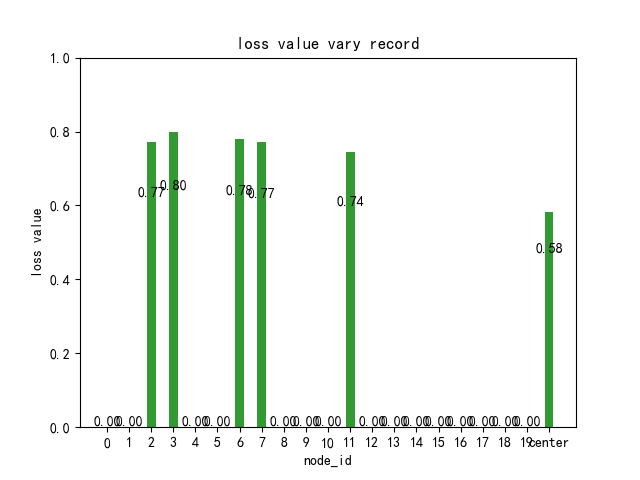 loss value vary record
1.0
0.8
0.6
0.4
0.2
0.0
loss value
0.00 0.00 0.77 0.80 0.00 0.00 0.78 0.77 0.00 0.00 0.00 0.74 0.00 0.00 0.00 0.00 0.00 0.00 0.00 0.00 0.58
0 1 2 3 4 5 6 7 8 9 10 11 12 13 14 15 16 17 18 19 center
node_id